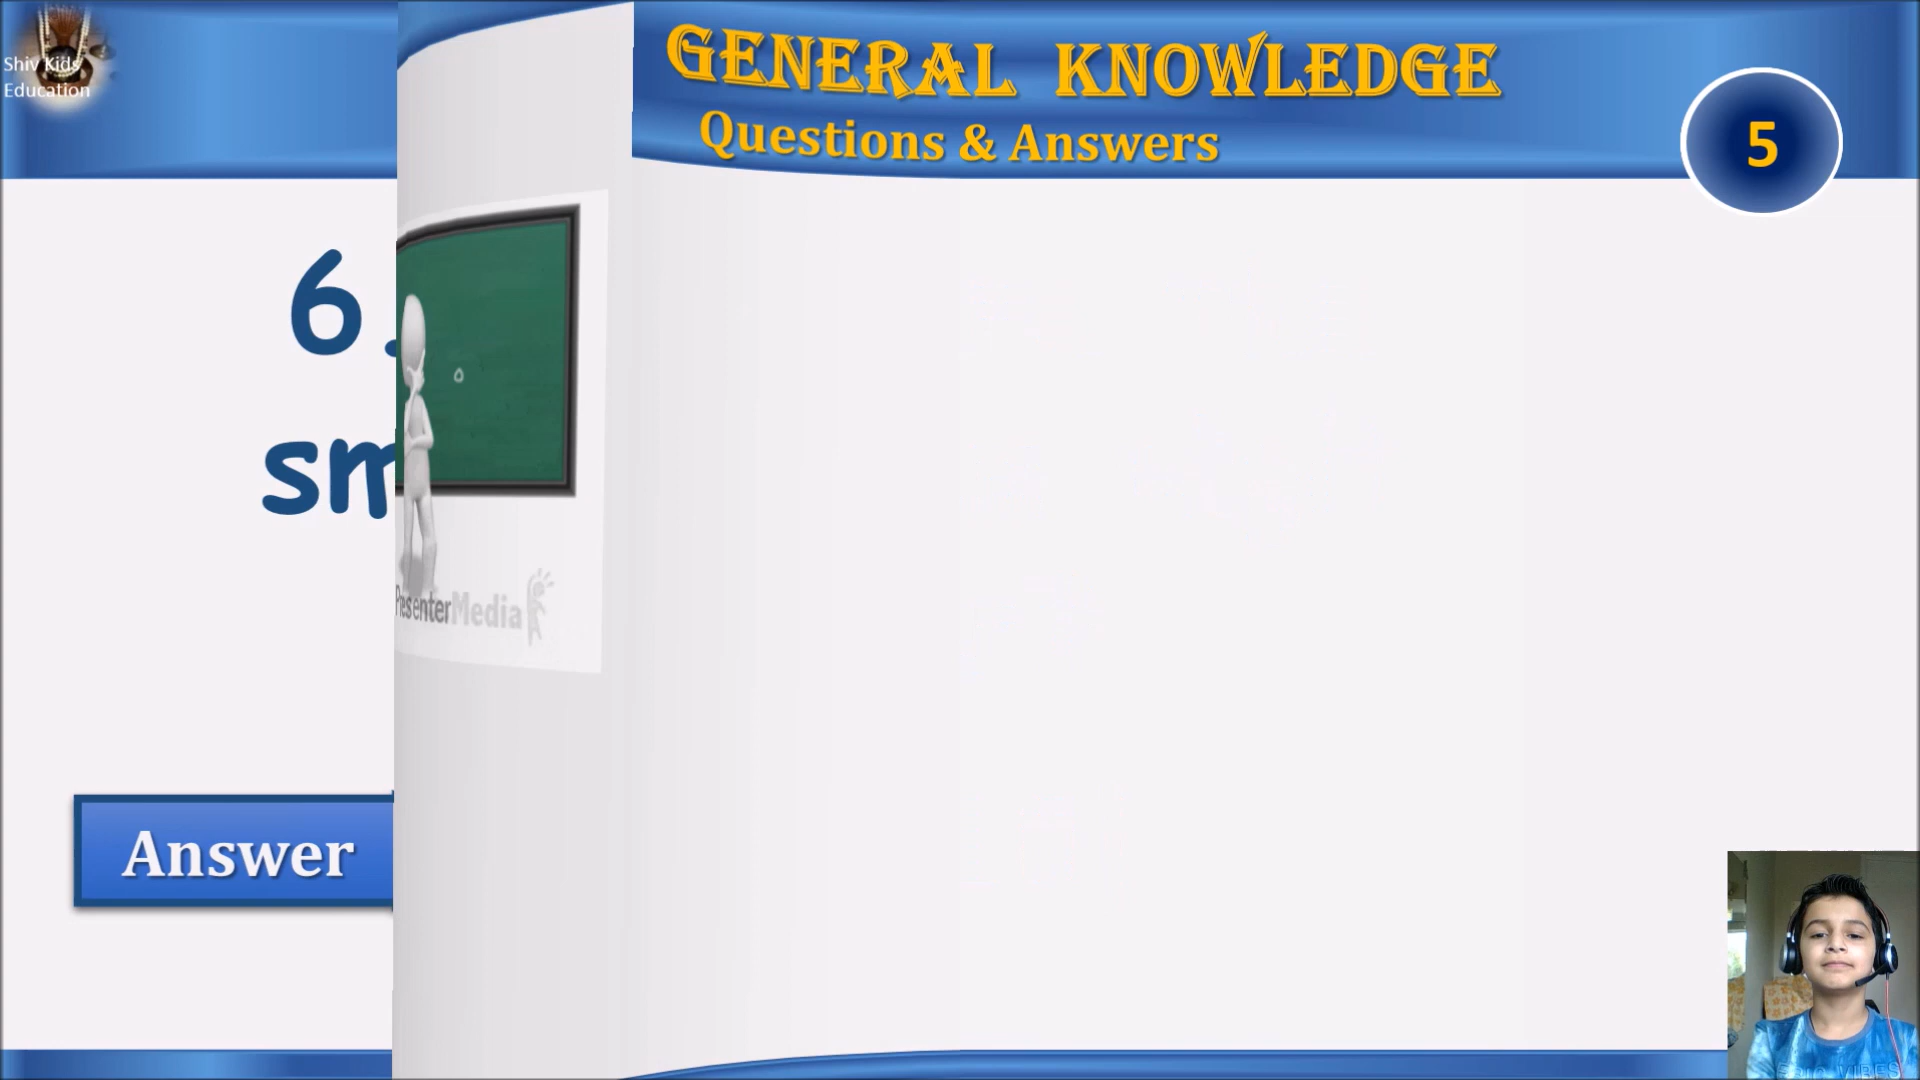 Shiv Kids
Education
GENERAL KNOWLEDGE
Questions & Answers
5
6.
sm
Answer
PresenterMedia